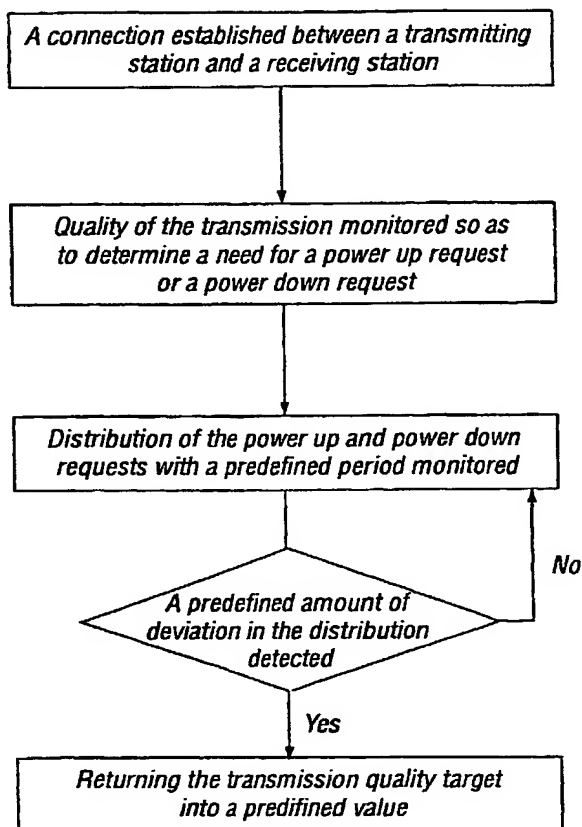 A connection established between a transmitting
station and a receiving station
Quality of the transmission monitored so as
to determine a need for a power up request
or a power down request
Distribution of the power up and power down
requests with a predefined period monitored
No
A predefined amount of
deviation in the distribution
detected
Yes
Returning the transmission quality target
into a predifined value